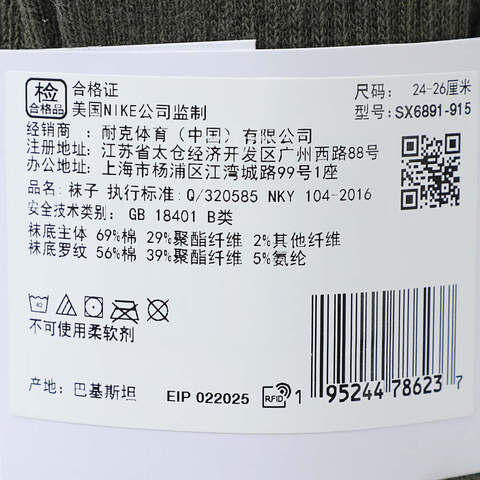 检
合格品
合格证
美国NIKE公司监制
尺码: 24-26厘米
型号: SX6891-915
经销商 : 耐克体育（中国）有限公司
注册地址: 江苏省太仓经济开发区广州西路88号
办公地址: 上海市杨浦区江湾城路99号1座
品名: 袜子 执行标准: Q/320585 NKY 104-2016
安全技术类别: GB 18401 B类
袜底主体 69%棉 29%聚酯纤维 2%其他纤维
袜底罗纹 56%棉 39%聚酯纤维 5%氨纶
40
不可使用柔软剂
产地: 巴基斯坦
EIP 022025
RFID
1
95244 78623 7